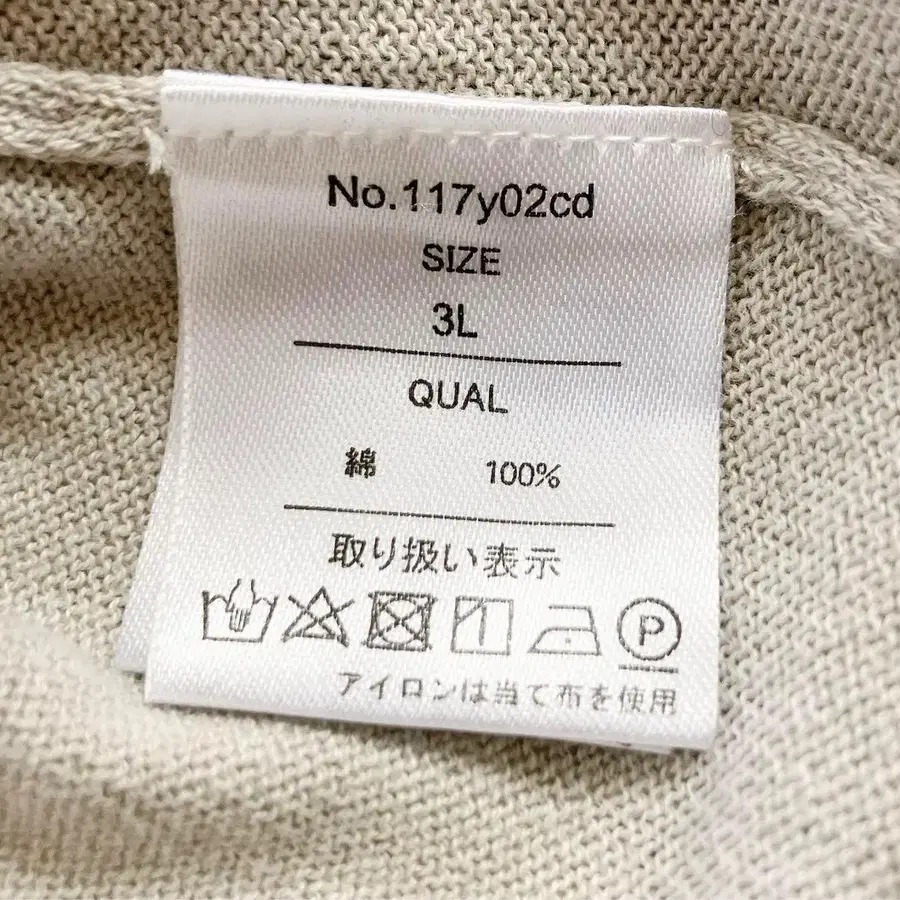 No.117y02cd
SIZE
3L
QUAL
綿 100%
取り扱い表示
P
アイロンは当て布を使用